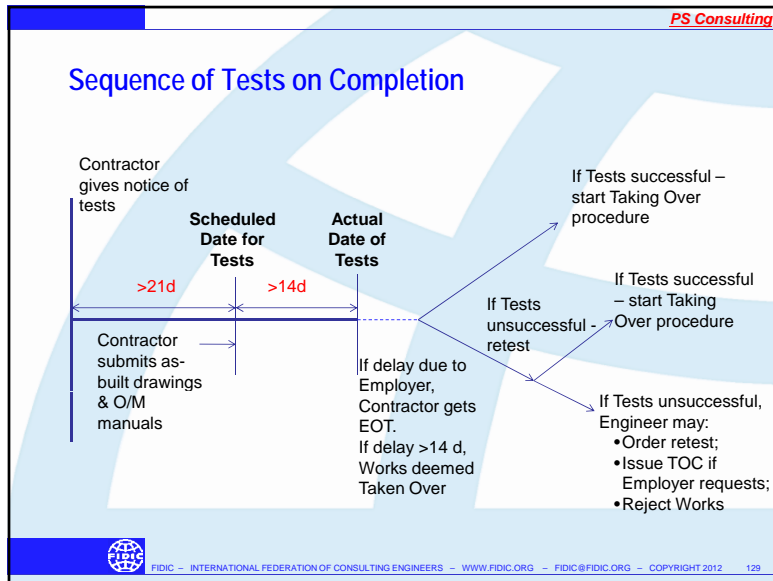 PS Consulting
Sequence of Tests on Completion
Contractor
gives notice of
tests
Scheduled
Date for
Tests
Actual
Date of
Tests
>21d
>14d
Contractor
submits as-
built drawings
& O/M
manuals
If delay due to
Employer,
Contractor gets
EOT.
If delay >14 d,
Works deemed
Taken Over
If Tests successful –
start Taking Over
procedure
If Tests
unsuccessful -
retest
If Tests successful
– start Taking
Over procedure
If Tests unsuccessful,
Engineer may:
•Order retest;
•Issue TOC if
Employer requests;
•Reject Works
FIDIC
FIDIC – INTERNATIONAL FEDERATION OF CONSULTING ENGINEERS – WWW.FIDIC.ORG – FIDIC@FIDIC.ORG – COPYRIGHT 2012 129